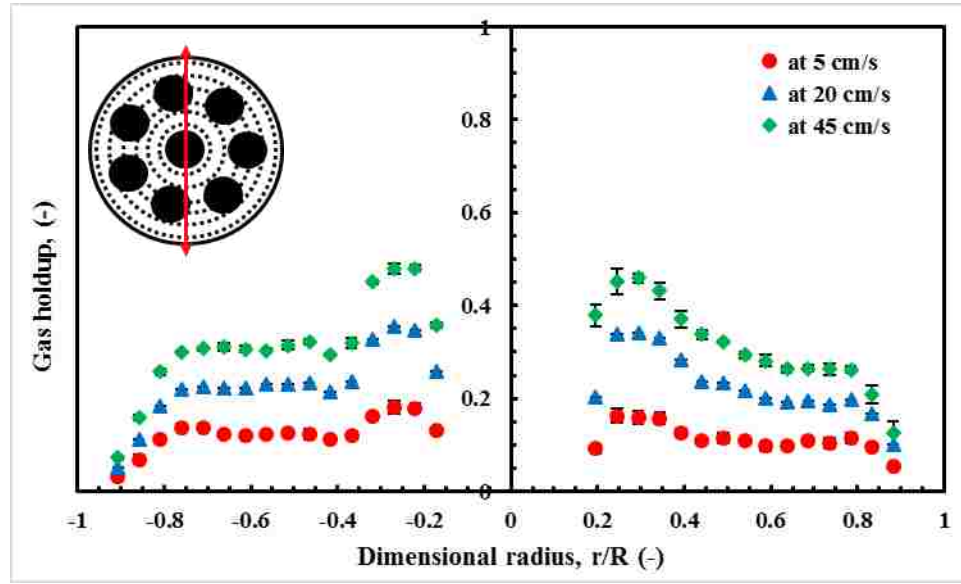 1
at 5 cm/s
at 20 cm/s
at 45 cm/s
0.8
0.6
0.4
0.2
0
Gas holdup, (-)
-1 -0.8 -0.6 -0.4 -0.2 0 0.2 0.4 0.6 0.8 1
Dimensional radius, r/R (-)